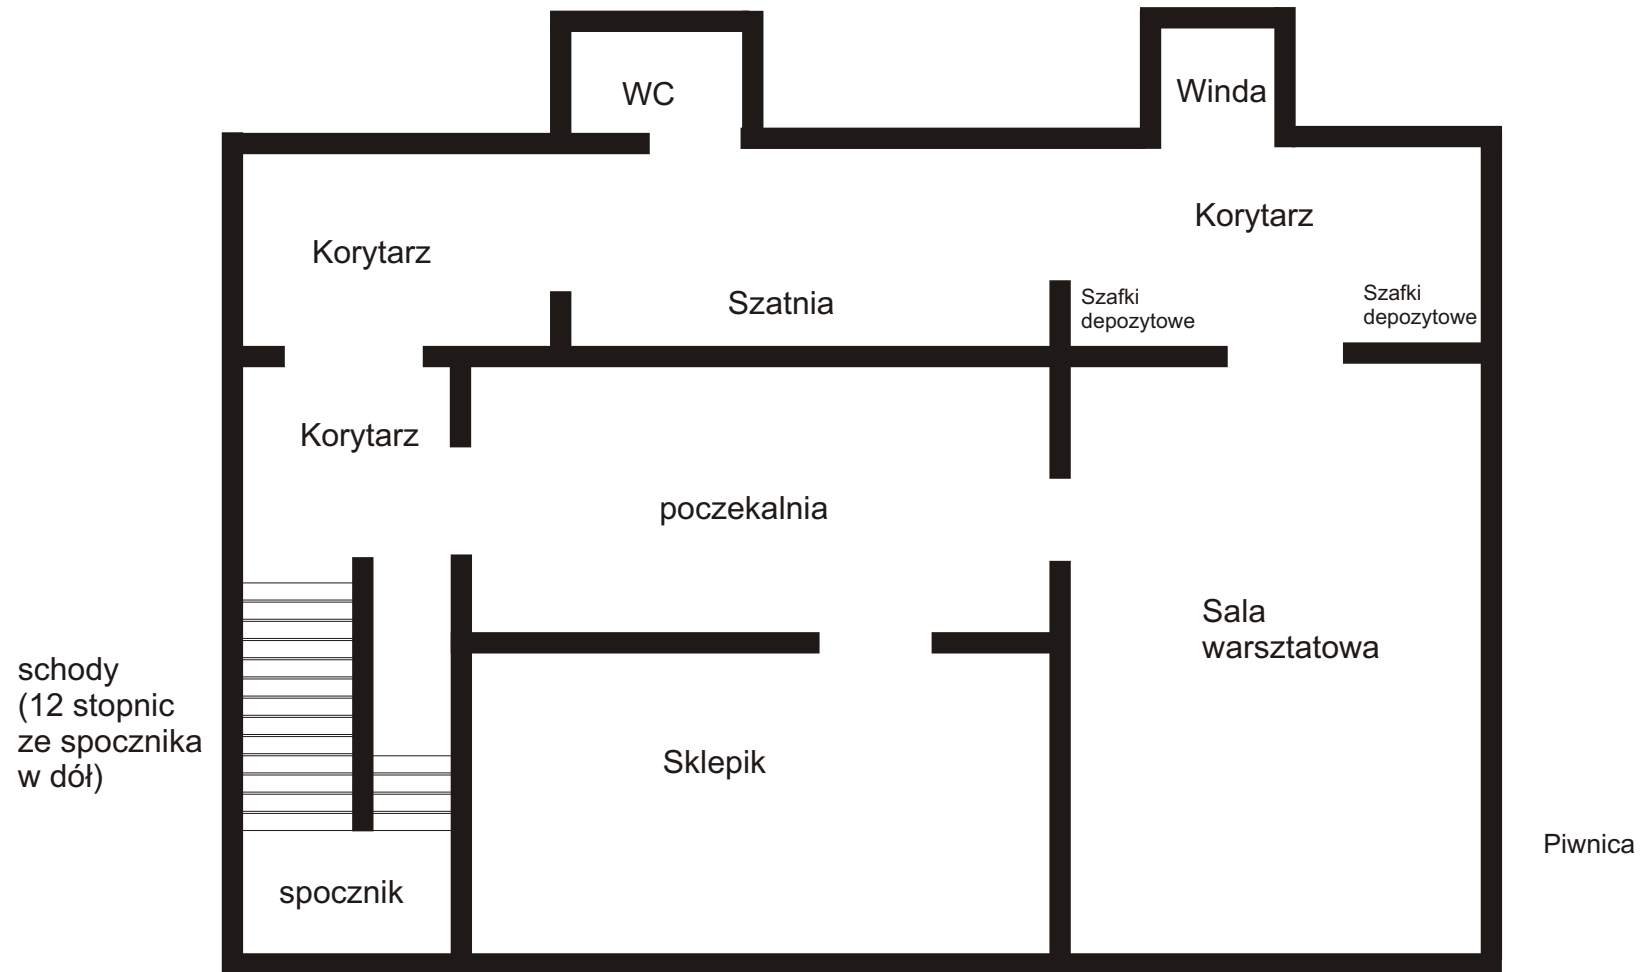 WC
Winda
Korytarz
Korytarz
Szatnia
Szafki
depozytowe
Szafki
depozytowe
Korytarz
poczekalnia
Sala
warsztatowa
schody
(12 stopnic
ze spocznika
w dół)
Sklepik
Piwnica
spocznik